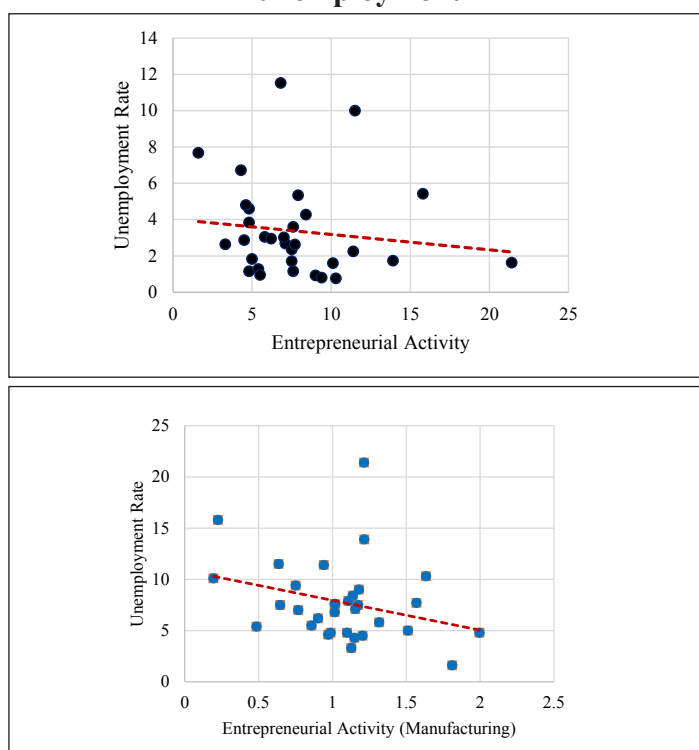 14
12
10
8
6
4
2
0
Unemployment Rate
0 5 10 15 20 25
Entrepreneurial Activity
25
20
15
10
5
0
Unemployment Rate
0 0.5 1 1.5 2 2.5
Entrepreneurial Activity (Manufacturing)